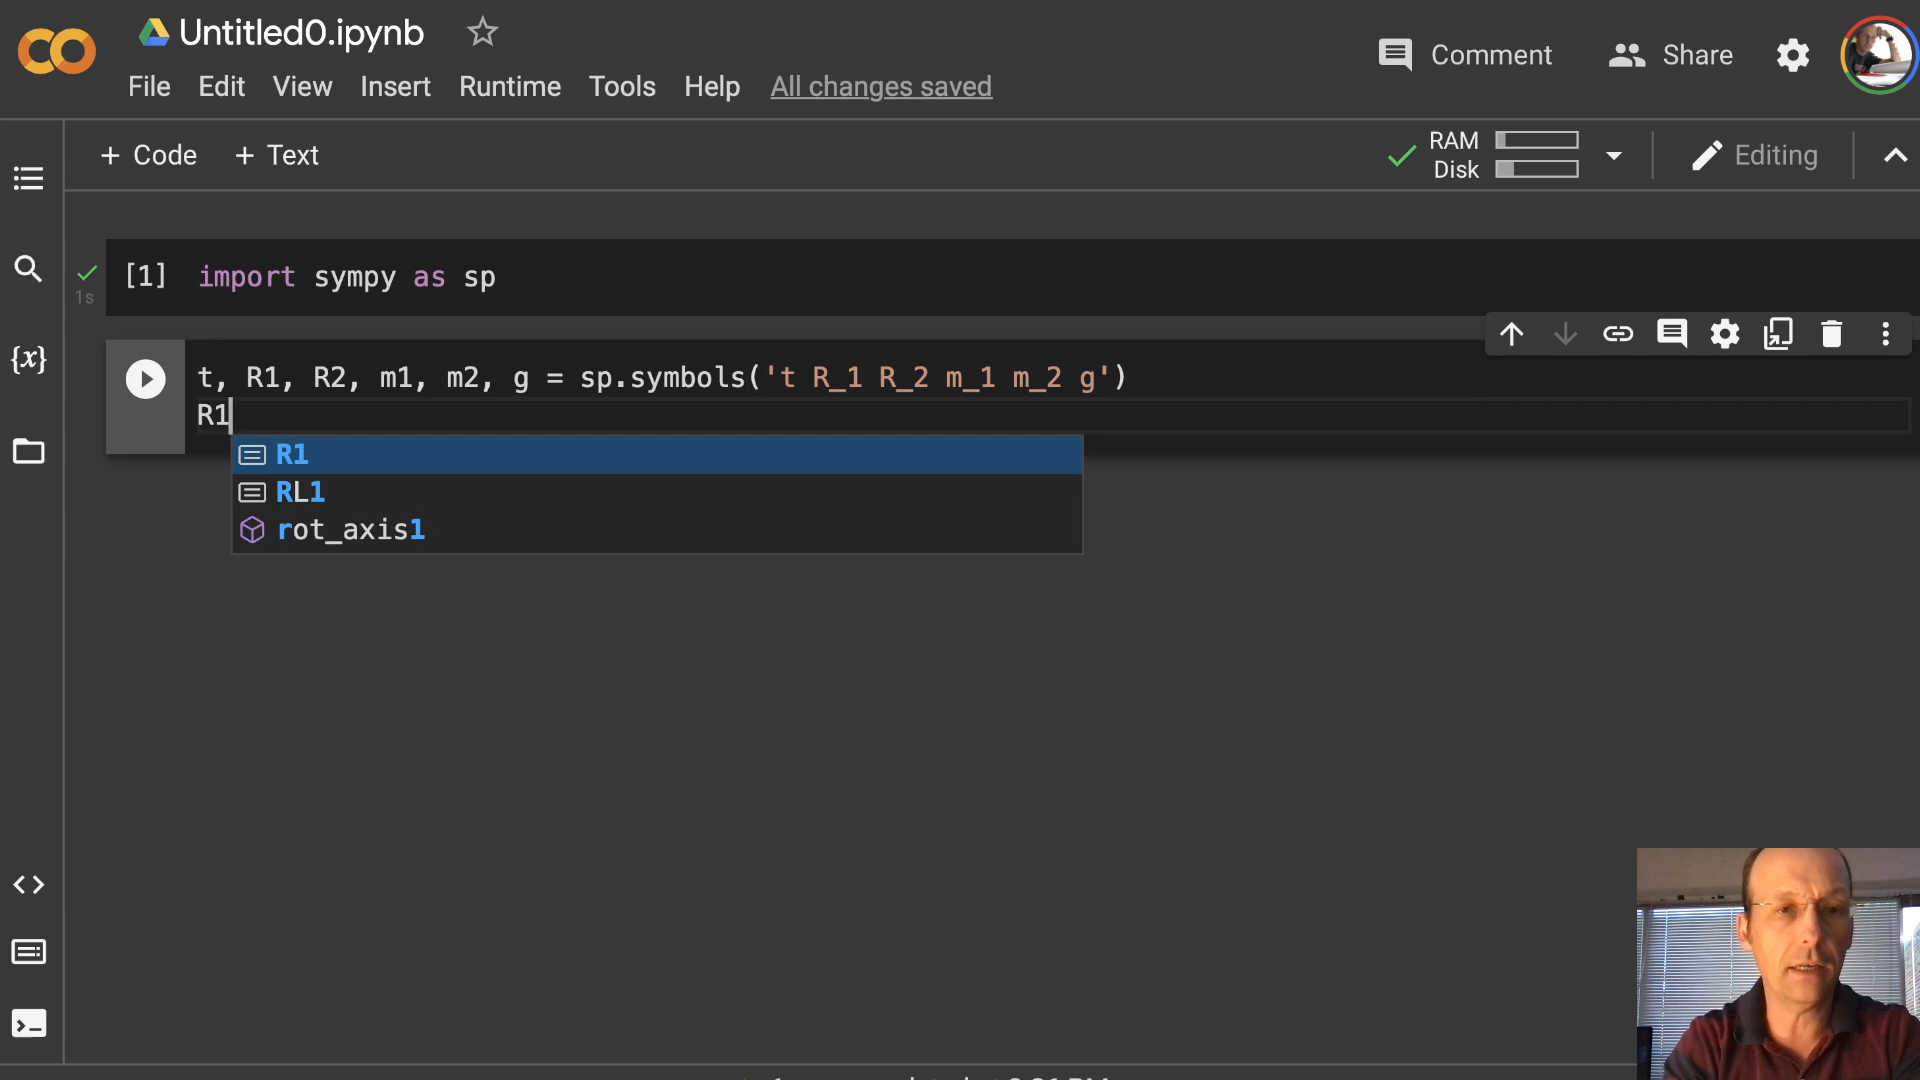 Untitled0.ipynb
File Edit View Insert Runtime Tools Help All changes saved
Comment Share
+ Code + Text
RAM
Disk
Editing
{x}
1s
[1] import sympy as sp
t, R1, R2, m1, m2, g = sp.symbols('t R_1 R_2 m_1 m_2 g')
R1
R1
RL1
rot_axis1